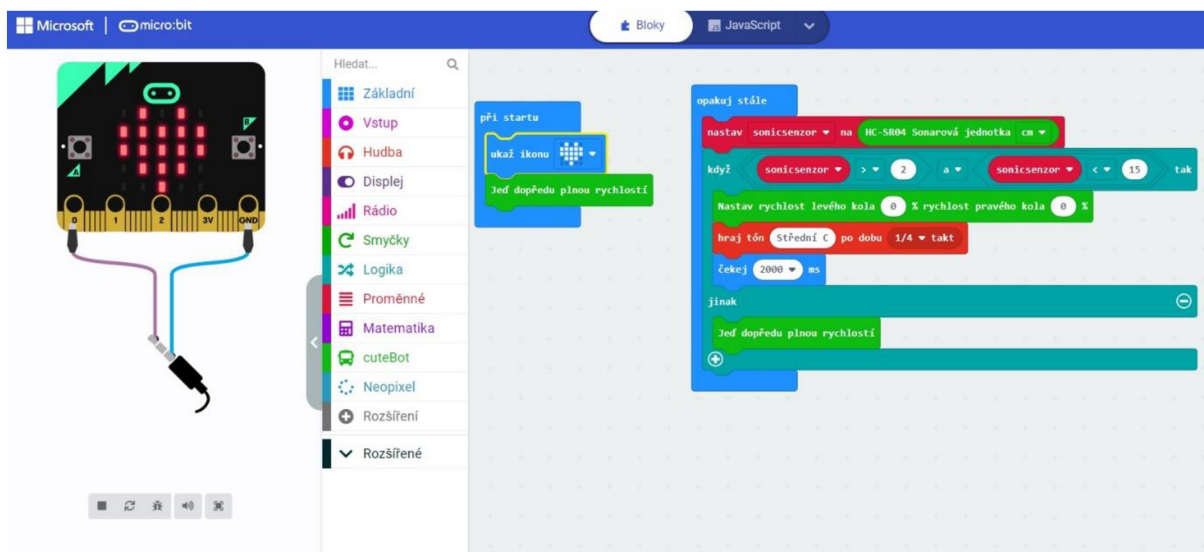 Microsoft | micro:bit
Bloky
JavaScript
B
A
0 1 2 3V GND
Hledat...
Základní
Vstup
Hudba
Displej
Rádio
Smyčky
Logika
Proměnné
Matematika
cuteBot
Neopixel
Rozšíření
Rozšířené
při startu
ukaž ikonu
Jeď dopředu plnou rychlostí
opakuj stále
nastav sonicsenzor na HC-SR04 Sonarová jednotka cm
když sonicsenzor > 2 a sonicsenzor < 15 tak
Nastav rychlost levého kola 0 % rychlost pravého kola 0 %
hraj tón Střední C po dobu 1/4 takt
čekej 2000 ms
jinak
Jeď dopředu plnou rychlostí